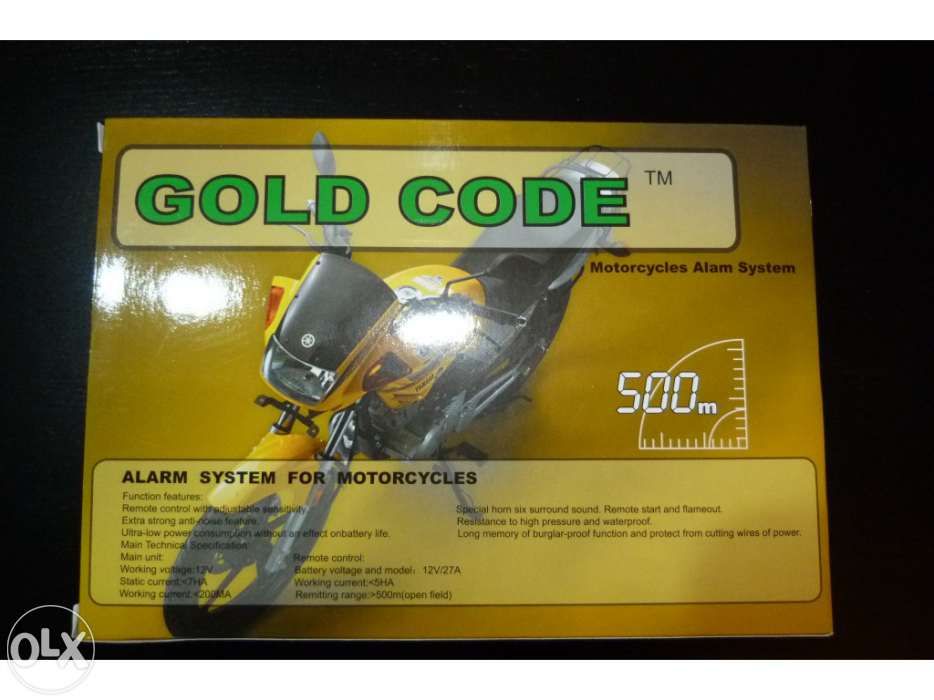 GOLD CODE TM
Motorcycles Alam System
500m
ALARM SYSTEM FOR MOTORCYCLES
Function features:
Remote control with adjustable sensitivity.
Extra strong anti-noise feature.
Ultra-low power consumption without an effect onbattery life.
Special horn six surround sound. Remote start and flameout.
Resistance to high pressure and waterproof.
Long memory of burglar-proof function and protect from cutting wires of power.
Main Technical Specification:
Main unit:
Working voltage:12V
Static current:<7HA
Working current:<200MA
Remote control:
Battery voltage and model: 12V/27A
Working current:<5HA
Remitting range:>500m(open field)
YAMAHA
OLX